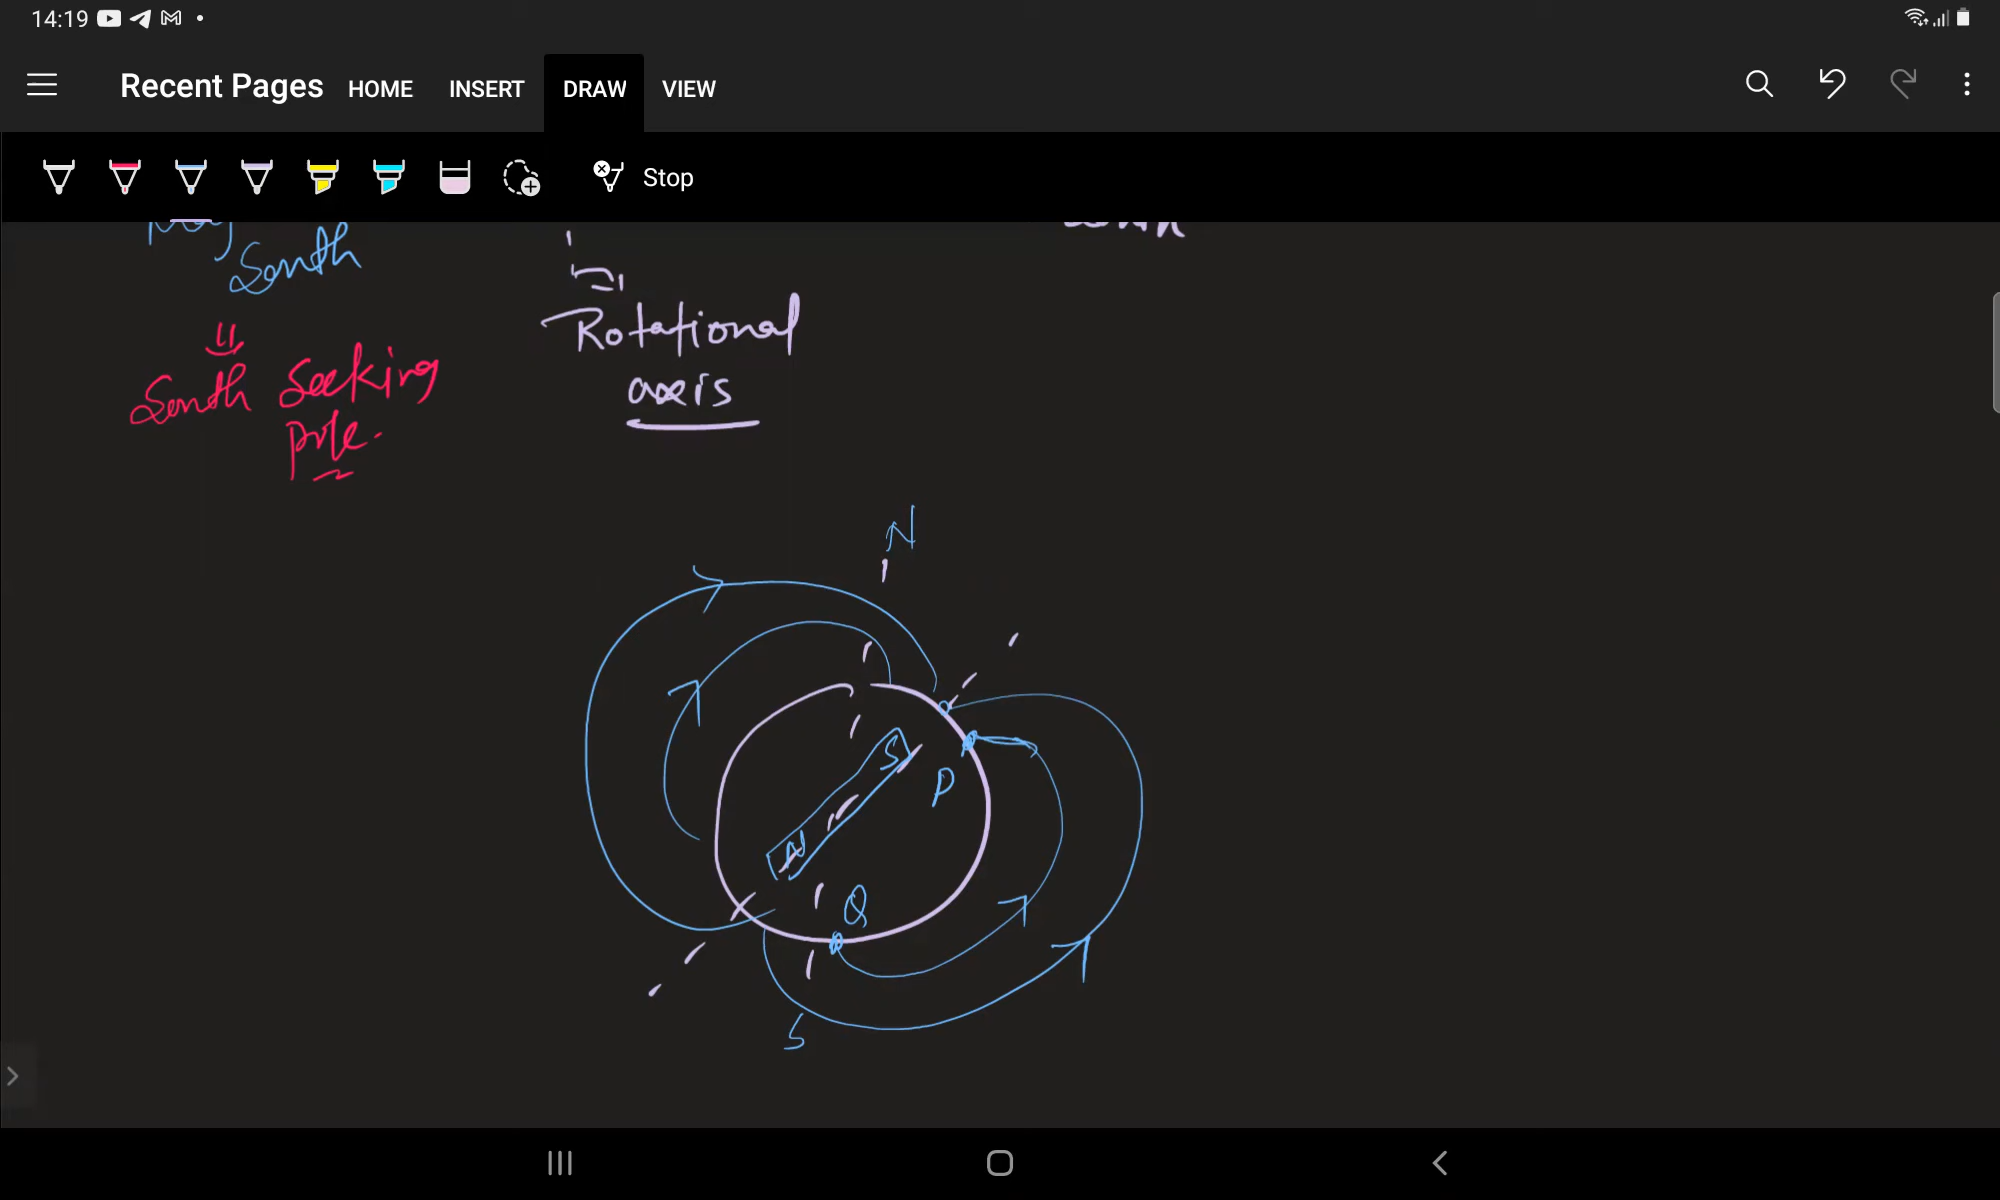 14:19
Recent Pages HOME INSERT DRAW VIEW
Stop
South
South Seeking
pole.
Rotational
axis
N
S
P
N
Q
S